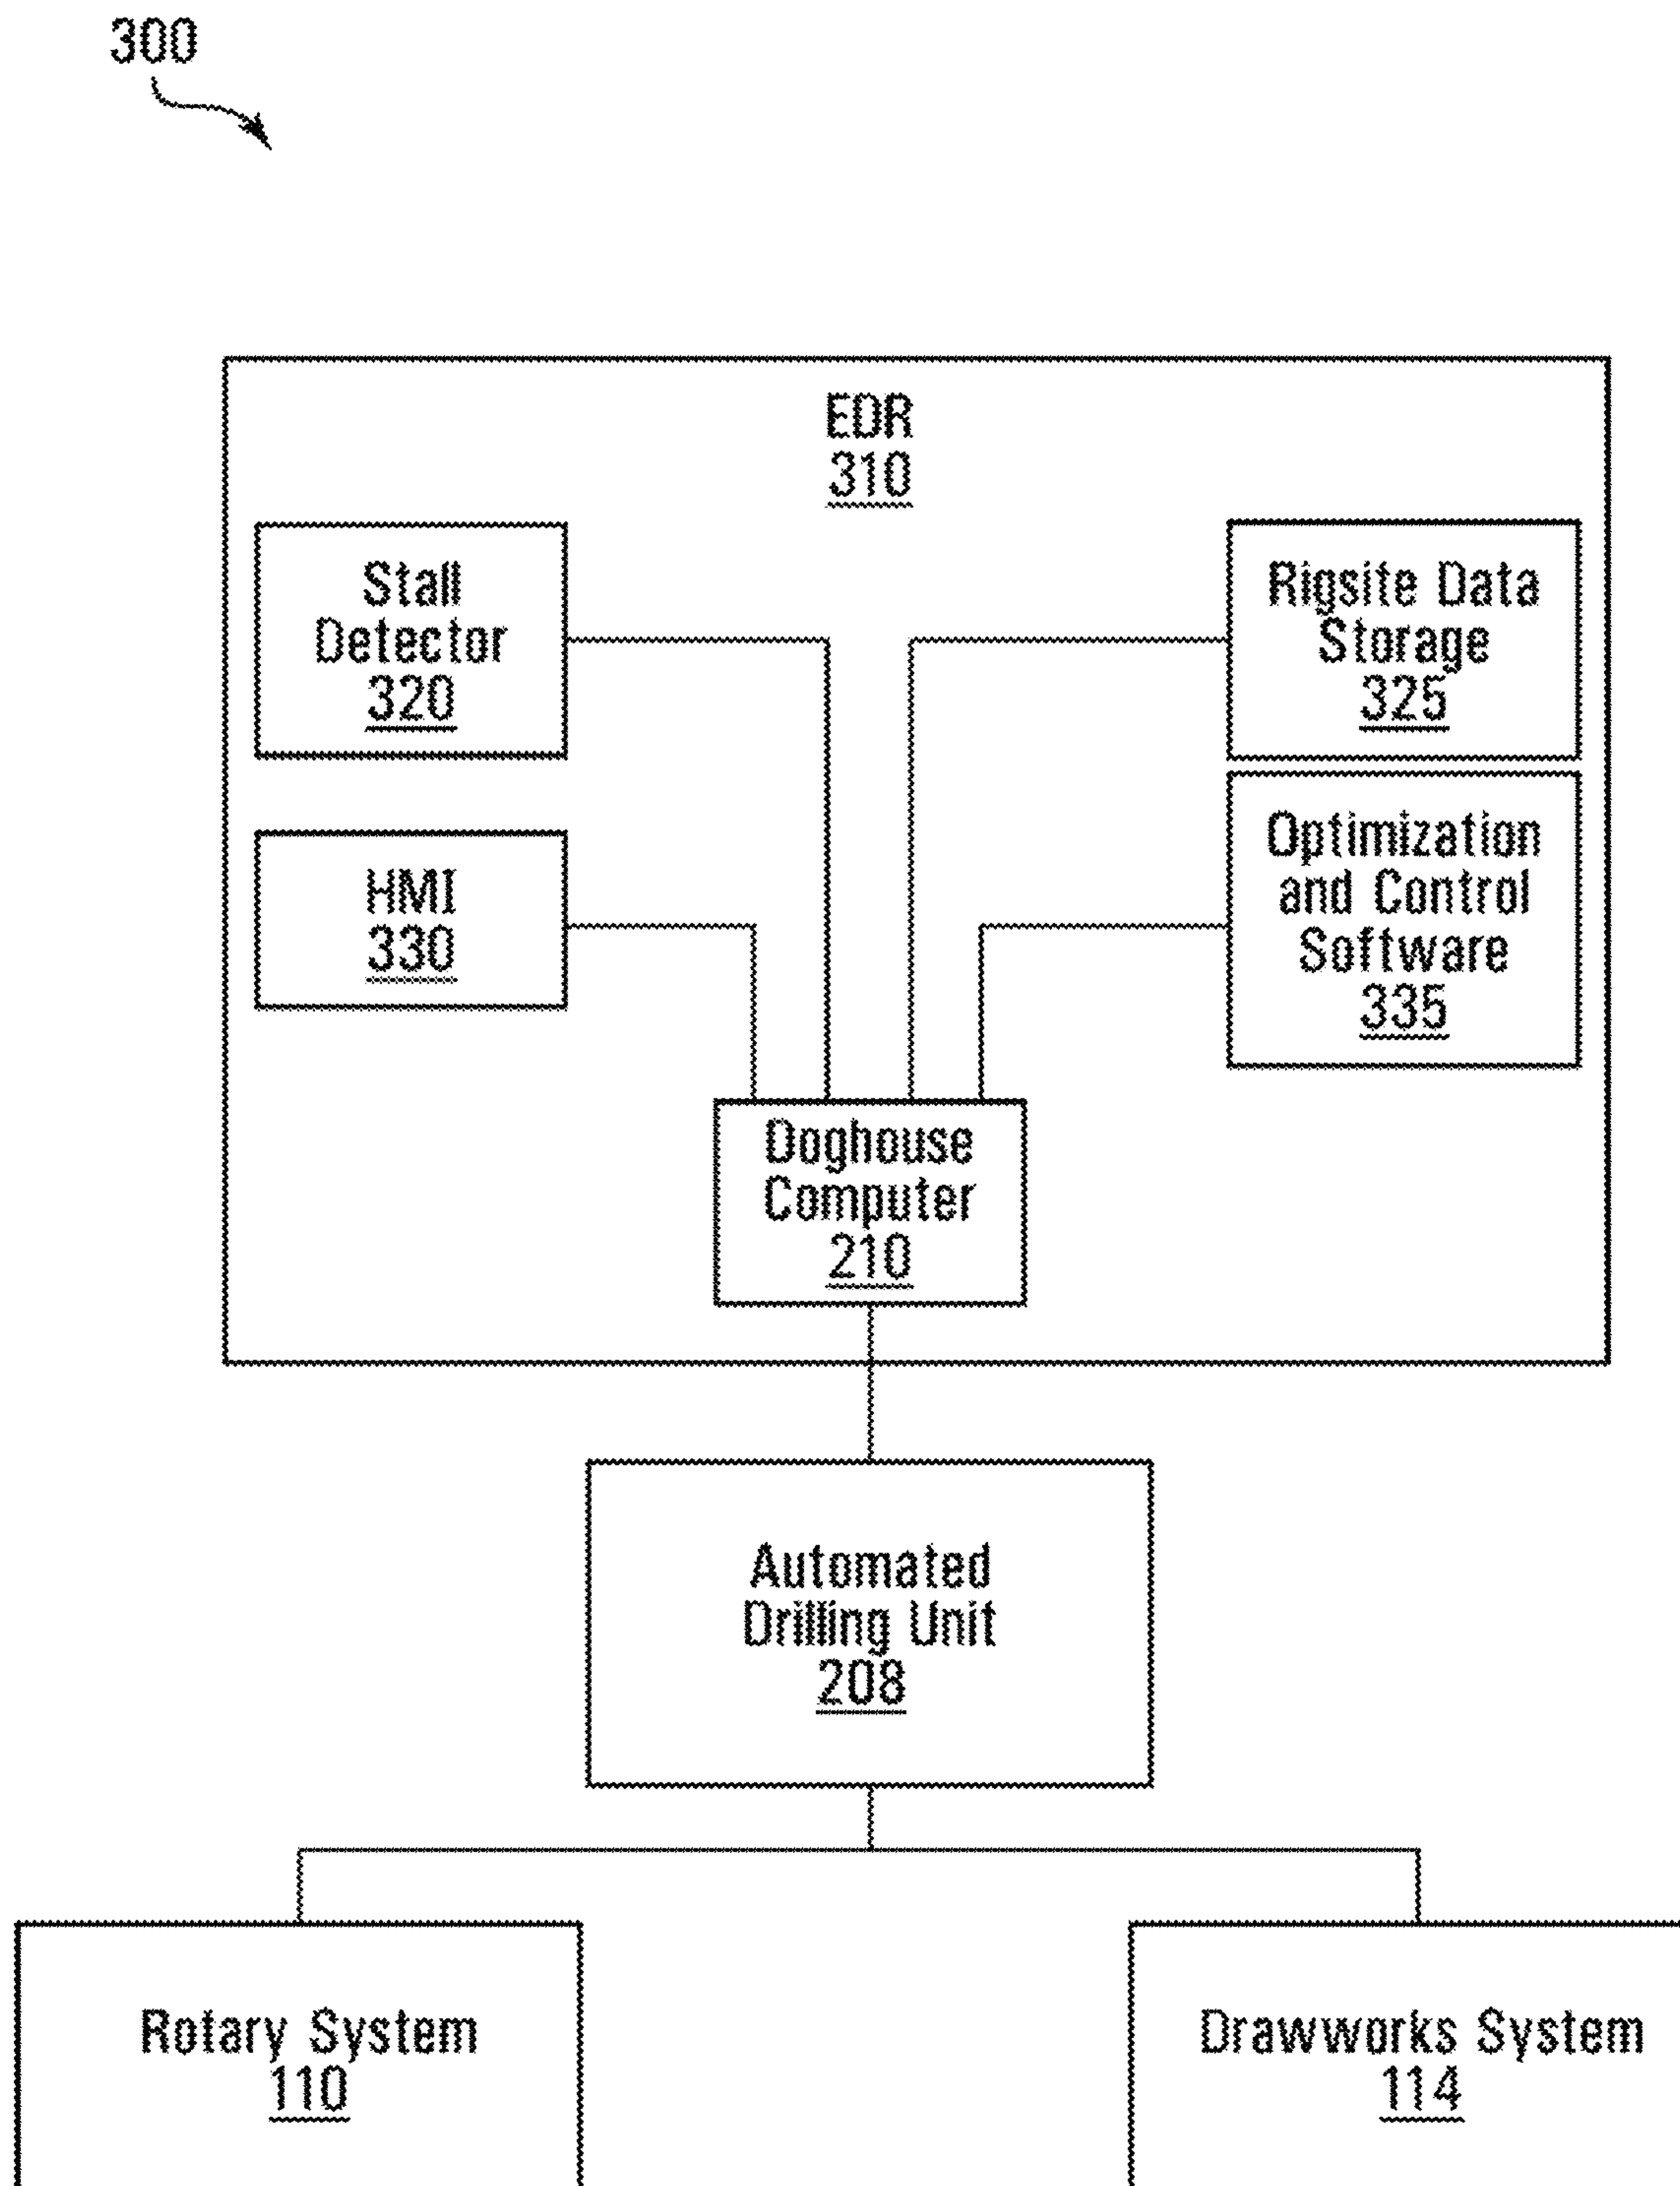 300
EDR
310
Stall
Detector
320
Rigsite Data
Storage
325
HMI
330
Optimization
and Control
Software
335
Doghouse
Computer
210
Automated
Drilling Unit
208
Rotary System
110
Drawworks System
114